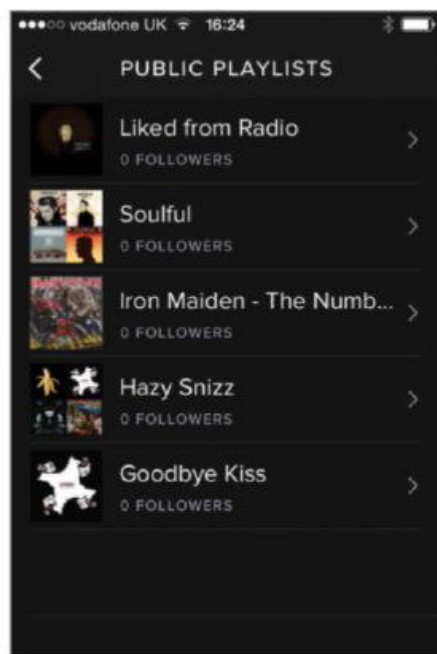 vodafone UK 16:24
PUBLIC PLAYLISTS
Liked from Radio
0 FOLLOWERS
Soulful
0 FOLLOWERS
Iron Maiden - The Numb...
0 FOLLOWERS
Hazy Snizz
0 FOLLOWERS
Goodbye Kiss
0 FOLLOWERS